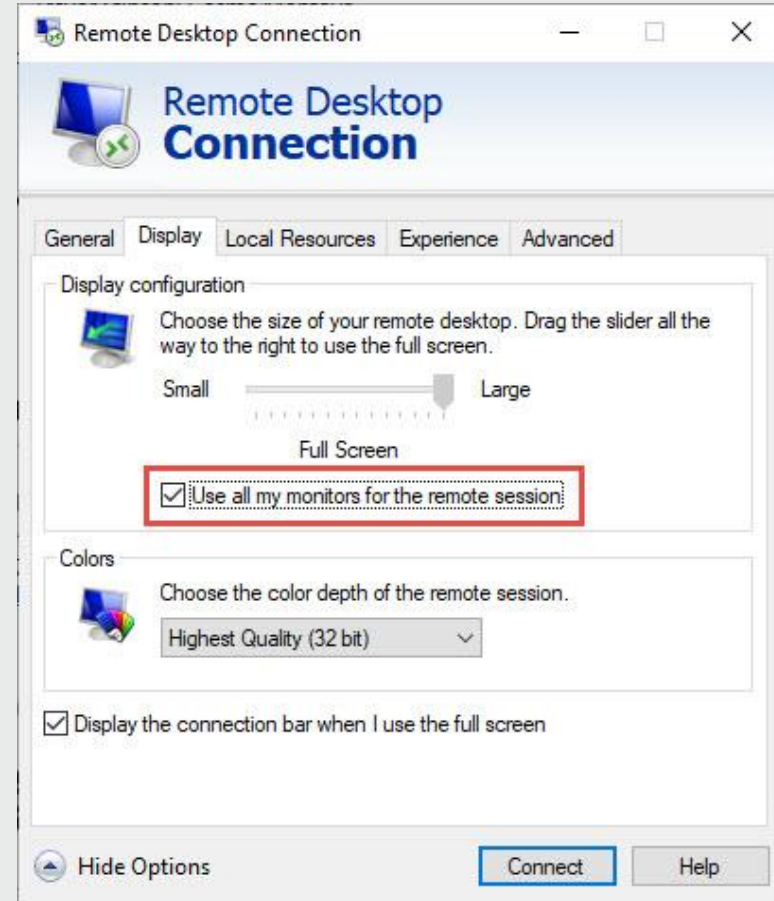 Remote Desktop Connection
Remote Desktop
Connection
General Display Local Resources Experience Advanced
Display configuration
Choose the size of your remote desktop. Drag the slider all the
way to the right to use the full screen.
Small Large
Full Screen
Use all my monitors for the remote session
Colors
Choose the color depth of the remote session.
Highest Quality (32 bit)
Display the connection bar when I use the full screen
Hide Options Connect Help